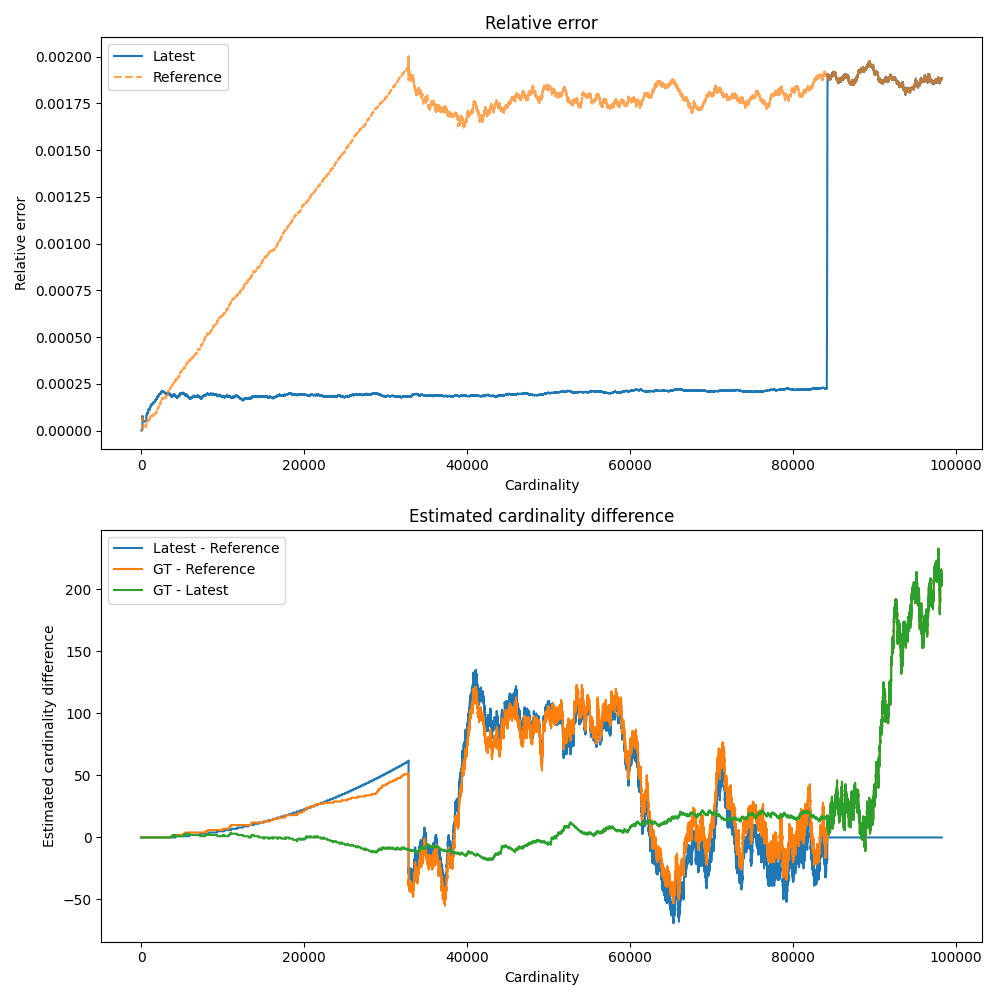 Relative error
Latest
Reference
0.00200
0.00175
0.00150
0.00125
0.00100
0.00075
0.00050
0.00025
0.00000
Relative error
0 20000 40000 60000 80000 100000
Cardinality
Estimated cardinality difference
Latest - Reference
GT - Reference
GT - Latest
200
150
100
50
0
−50
Estimated cardinality difference
0 20000 40000 60000 80000 100000
Cardinality